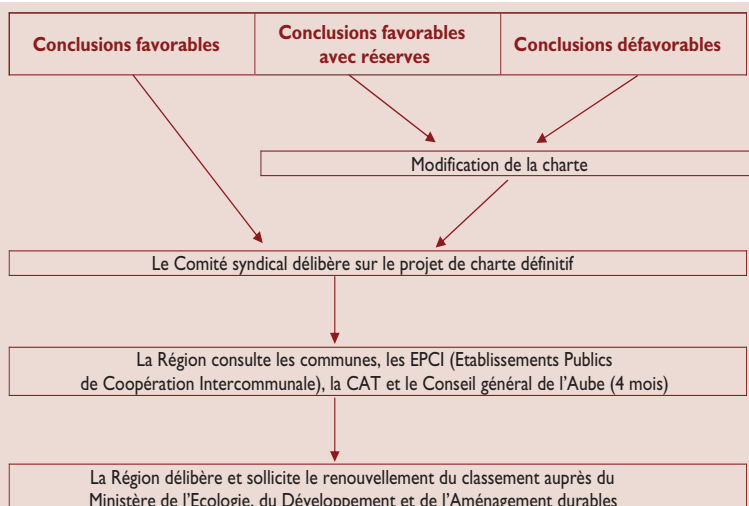 Conclusions favorables
Conclusions favorables
avec réserves
Conclusions défavorables
Modification de la charte
Le Comité syndical délibère sur le projet de charte définitif
La Région consulte les communes, les EPCI (Etablissements Publics
de Coopération Intercommunale), la CAT et le Conseil général de l'Aube (4 mois)
La Région délibère et sollicite le renouvellement du classement auprès du
Ministère de l'Ecologie, du Développement et de l'Aménagement durables